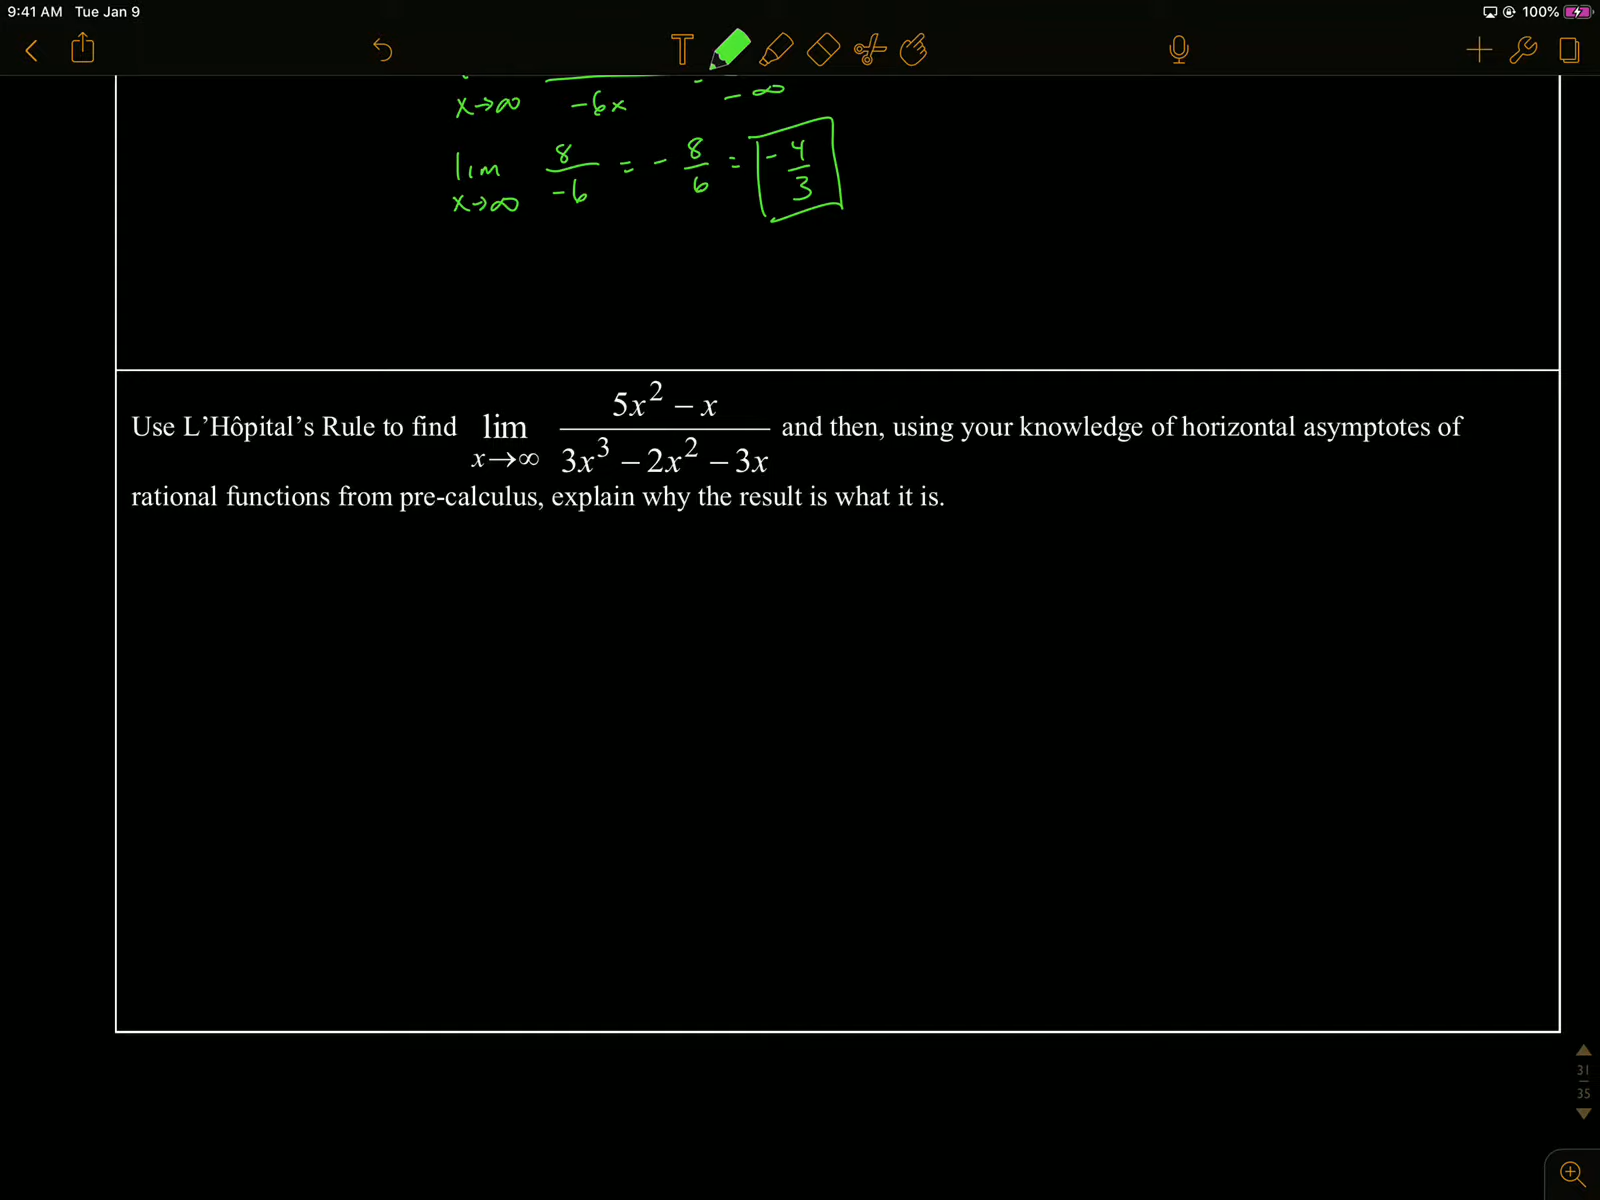 9:41 AM Tue Jan 9
100%
T
x→∞ -6x - ∞
lim 8/-6 = - 8/6 = -4/3
x→∞
Use L’Hôpital’s Rule to find lim x→∞ (5x² − x)/(3x³ − 2x² − 3x) and then, using your knowledge of horizontal asymptotes of
rational functions from pre-calculus, explain why the result is what it is.
31
35